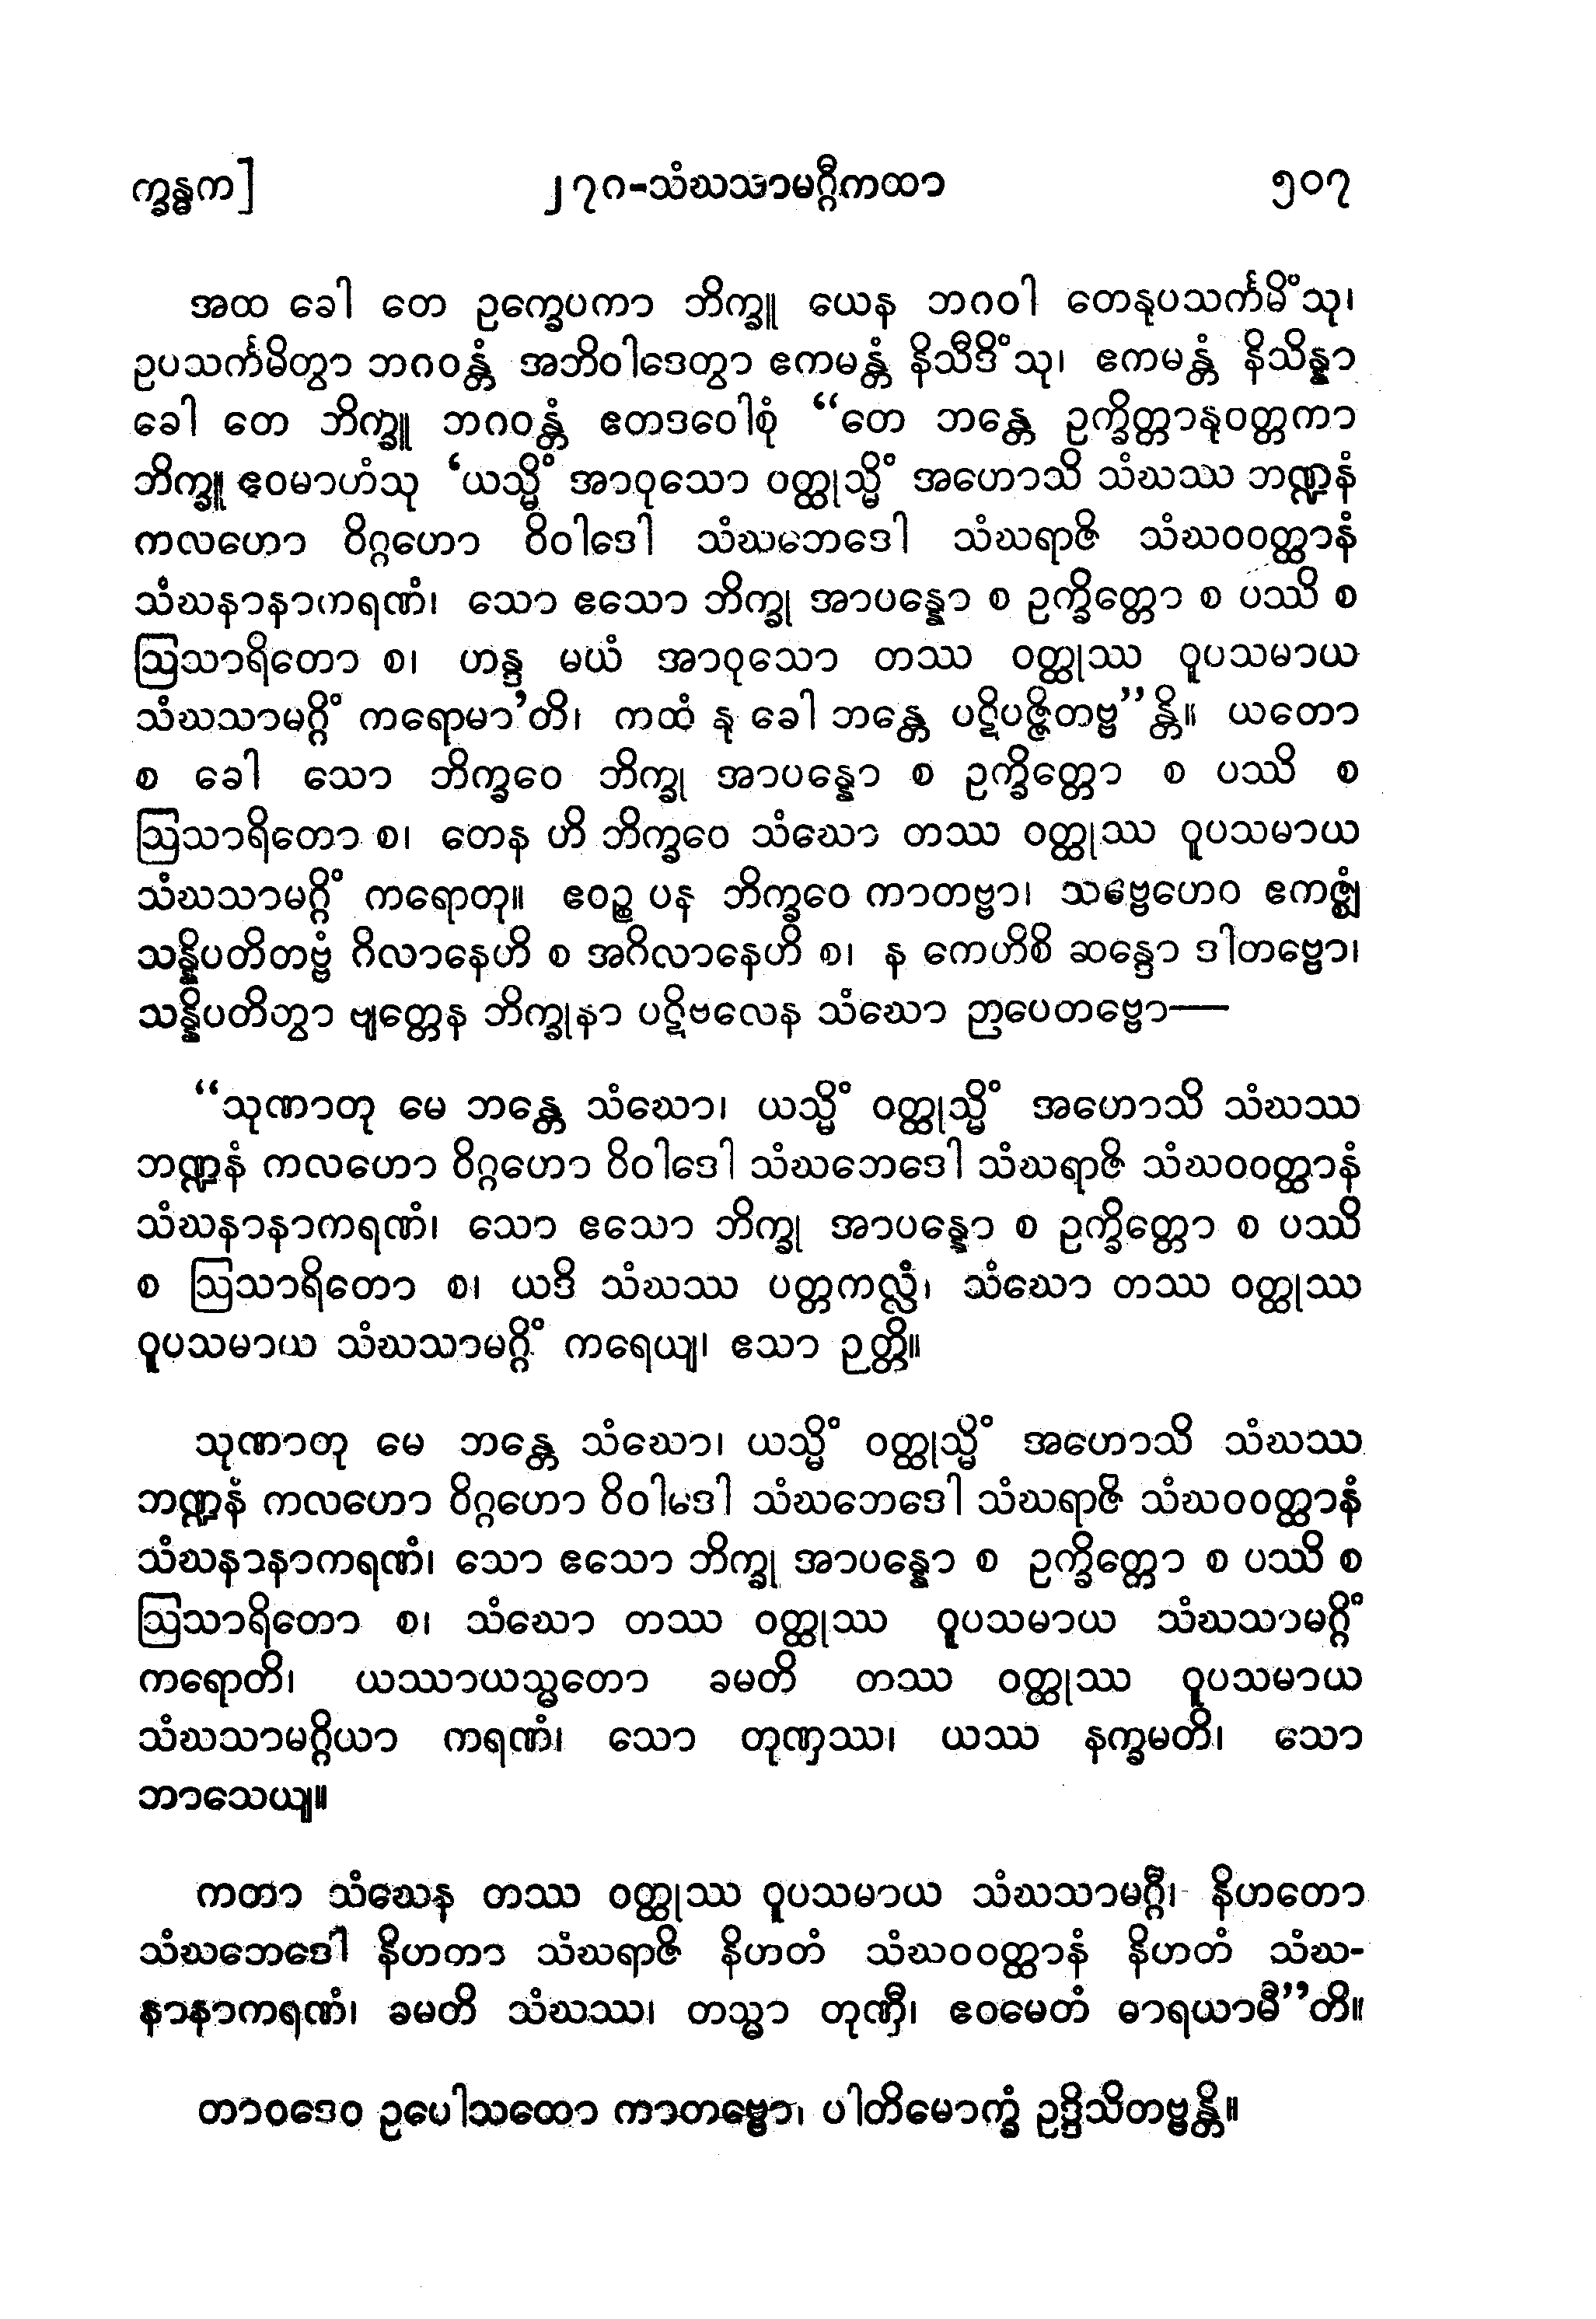 က္ခန္ဓက]
၂၇၈-သံဃသာမဂ္ဂီကထာ
၅၀၇
အထ ခေါ တေ ဥက္ခေပကာ ဘိက္ခူ ယေန ဘဂဝါ တေနုပသင်္ကမိံသု၊
ဥပသင်္ကမိတွာ ဘဂဝန္တံ အဘိဝါဒေတွာ ဧကမန္တံ နိသီဒိံသု၊ ဧကမန္တံ နိသိန္နာ
ခေါ တေ ဘိက္ခူ ဘဂဝန္တံ ဧတဒဝေါစုံ “တေ ဘန္တေ ဥက္ခိတ္တာနုဝတ္တကာ
ဘိက္ခူ ဧဝမာဟံသု ‘ယသ္မိံ အာဝုသော ဝတ္ထုသ္မိံ အဟောသိ သံဃဿ ဘဏ္ဍနံ
ကလဟော ဝိဂ္ဂဟော ဝိဝါဒေါ သံဃဘေဒေါ သံဃရာဇိ သံဃဝဝတ္ထာနံ
သံဃနာနာကရဏံ၊ သော ဧသော ဘိက္ခု အာပန္နော စ ဥက္ခိတ္တော စ ပဿိ စ
ဩသာရိတော စ၊ ဟန္ဒ မယံ အာဝုသော တဿ ဝတ္ထုဿ ဝူပသမာယ
သံဃသာမဂ္ဂိံ ကရောမာ’တိ၊ ကထံ နု ခေါ ဘန္တေ ပဋိပဇ္ဇိတဗ္ဗ”န္တိ။ ယတော
စ ခေါ သော ဘိက္ခဝေ ဘိက္ခု အာပန္နော စ ဥက္ခိတ္တော စ ပဿိ စ
ဩသာရိတော စ၊ တေန ဟိ ဘိက္ခဝေ သံဃော တဿ ဝတ္ထုဿ ဝူပသမာယ
သံဃသာမဂ္ဂိံ ကရောတု။ ဧဝဉ္စ ပန ဘိက္ခဝေ ကာတဗ္ဗာ၊ သဗ္ဗေဟေဝ ဧကဇ္ဈံ
သန္နိပတိတဗ္ဗံ ဂိလာနေဟိ စ အဂိလာနေဟိ စ၊ န ကေဟိစိ ဆန္ဒော ဒါတဗ္ဗော၊
သန္နိပတိတွာ ဗျတ္တေန ဘိက္ခုနာ ပဋိဗလေန သံဃော ဉာပေတဗ္ဗော—
“သုဏာတု မေ ဘန္တေ သံဃော၊ ယသ္မိံ ဝတ္ထုသ္မိံ အဟောသိ သံဃဿ
ဘဏ္ဍနံ ကလဟော ဝိဂ္ဂဟော ဝိဝါဒေါ သံဃဘေဒေါ သံဃရာဇိ သံဃဝဝတ္ထာနံ
သံဃနာနာကရဏံ၊ သော ဧသော ဘိက္ခု အာပန္နော စ ဥက္ခိတ္တော စ ပဿိ
စ ဩသာရိတော စ၊ ယဒိ သံဃဿ ပတ္တကလ္လံ၊ သံဃော တဿ ဝတ္ထုဿ
ဝူပသမာယ သံဃသာမဂ္ဂိံ ကရေယျ၊ ဧသာ ဉတ္တိ။
သုဏာတု မေ ဘန္တေ သံဃော၊ ယသ္မိံ ဝတ္ထုသ္မိံ အဟောသိ သံဃဿ
ဘဏ္ဍနံ ကလဟော ဝိဂ္ဂဟော ဝိဝါဒေါ သံဃဘေဒေါ သံဃရာဇိ သံဃဝဝတ္ထာနံ
သံဃနာနာကရဏံ၊ သော ဧသော ဘိက္ခု အာပန္နော စ ဥက္ခိတ္တော စ ပဿိ စ
ဩသာရိတော စ၊ သံဃော တဿ ဝတ္ထုဿ ဝူပသမာယ သံဃသာမဂ္ဂိံ
ကရောတိ၊ ယဿာယသ္မတော ခမတိ တဿ ဝတ္ထုဿ ဝူပသမာယ
သံဃသာမဂ္ဂိယာ ကရဏံ၊ သော တုဏှဿ၊ ယဿ နက္ခမတိ၊ သော
ဘာသေယျ။
ကတာ သံဃေန တဿ ဝတ္ထုဿ ဝူပသမာယ သံဃသာမဂ္ဂီ၊ နိဟတော
သံဃဘေဒေါ နိဟတာ သံဃရာဇိ နိဟတံ သံဃဝဝတ္ထာနံ နိဟတံ သံဃ-
နာနာကရဏံ၊ ခမတိ သံဃဿ၊ တသ္မာ တုဏှီ၊ ဧဝမေတံ ဓာရယာမီ”တိ။
တာဝဒေဝ ဥပေါသထော ကာတဗ္ဗော၊ ပါတိမောက္ခံ ဥဒ္ဒိသိတဗ္ဗန္တိ။